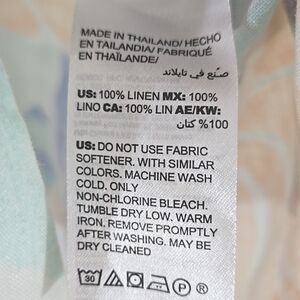 MADE IN THAILAND/ HECHO
EN TAILANDIA/ FABRIQUÉ
EN THAÏLANDE/
صنع في تايلاند
US: 100% LINEN MX: 100%
LINO CA: 100% LIN AE/KW:
100% كتان
US: DO NOT USE FABRIC
SOFTENER. WITH SIMILAR
COLORS. MACHINE WASH
COLD. ONLY
NON-CHLORINE BLEACH.
TUMBLE DRY LOW. WARM
IRON. REMOVE PROMPTLY
AFTER WASHING. MAY BE
DRY CLEANED
30 P